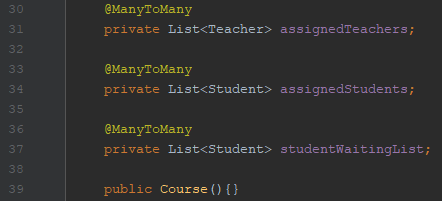 30 @ManyToMany
31 private List<Teacher> assignedTeachers;
32
33 @ManyToMany
34 private List<Student> assignedStudents;
35
36 @ManyToMany
37 private List<Student> studentWaitingList;
38
39 public Course(){}